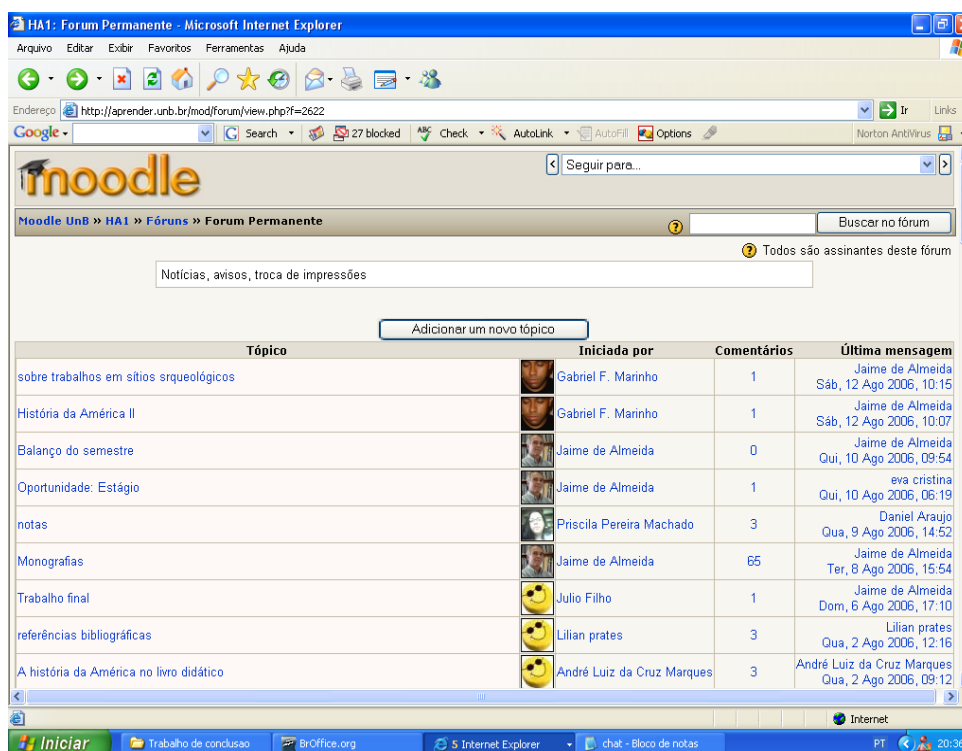 HA1: Forum Permanente - Microsoft Internet Explorer
Arquivo Editar Exibir Favoritos Ferramentas Ajuda
Endereço http://aprender.unb.br/mod/forum/view.php?f=2622 Ir Links
Google Search 27 blocked ABC Check AutoLink AutoFill Options Norton AntiVirus
moodle Seguir para...
Moodle UnB » HA1 » Fóruns » Forum Permanente ? Buscar no fórum
? Todos são assinantes deste fórum
Notícias, avisos, troca de impressões
Adicionar um novo tópico
Tópico Iniciada por Comentários Última mensagem
sobre trabalhos em sítios srqueológicos Gabriel F. Marinho 1 Jaime de Almeida
Sáb, 12 Ago 2006, 10:15
História da América II Gabriel F. Marinho 1 Jaime de Almeida
Sáb, 12 Ago 2006, 10:07
Balanço do semestre Jaime de Almeida 0 Jaime de Almeida
Qui, 10 Ago 2006, 09:54
Oportunidade: Estágio Jaime de Almeida 1 eva cristina
Qui, 10 Ago 2006, 06:19
notas Priscila Pereira Machado 3 Daniel Araujo
Qua, 9 Ago 2006, 14:52
Monografias Jaime de Almeida 65 Jaime de Almeida
Ter, 8 Ago 2006, 15:54
Trabalho final Julio Filho 1 Jaime de Almeida
Dom, 6 Ago 2006, 17:10
referências bibliográficas Lilian prates 3 Lilian prates
Qua, 2 Ago 2006, 12:16
A história da América no livro didático André Luiz da Cruz Marques 3 André Luiz da Cruz Marques
Qua, 2 Ago 2006, 09:12
Internet
Iniciar Trabalho de conclusao BrOffice.org 5 Internet Explorer chat - Bloco de notas PT 20:36